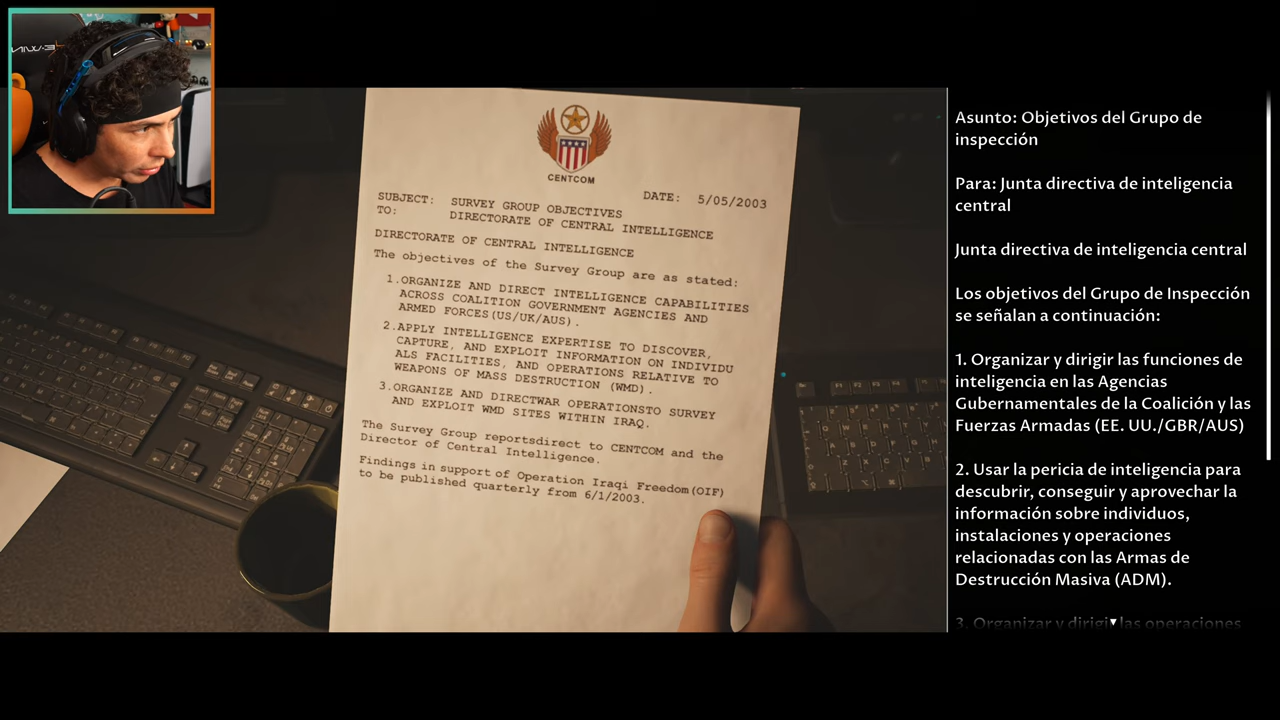 CENTCOM
DATE: 5/05/2003
SUBJECT: SURVEY GROUP OBJECTIVES
TO: DIRECTORATE OF CENTRAL INTELLIGENCE
DIRECTORATE OF CENTRAL INTELLIGENCE
The objectives of the Survey Group are as stated:
1.ORGANIZE AND DIRECT INTELLIGENCE CAPABILITIES
ACROSS COALITION GOVERNMENT AGENCIES AND
ARMED FORCES(US/UK/AUS).
2.APPLY INTELLIGENCE EXPERTISE TO DISCOVER,
CAPTURE, AND EXPLOIT INFORMATION ON INDIVIDU
ALS FACILITIES, AND OPERATIONS RELATIVE TO
WEAPONS OF MASS DESTRUCTION (WMD).
3.ORGANIZE AND DIRECTWAR OPERATIONSTO SURVEY
AND EXPLOIT WMD SITES WITHIN IRAQ.
The Survey Group reportsdirect to CENTCOM and the
Director of Central Intelligence.
Findings in support of Operation Iraqi Freedom(OIF)
to be published quarterly from 6/1/2003.
Asunto: Objetivos del Grupo de
inspección
Para: Junta directiva de inteligencia
central
Junta directiva de inteligencia central
Los objetivos del Grupo de Inspección
se señalan a continuación:
1. Organizar y dirigir las funciones de
inteligencia en las Agencias
Gubernamentales de la Coalición y las
Fuerzas Armadas (EE. UU./GBR/AUS)
2. Usar la pericia de inteligencia para
descubrir, conseguir y aprovechar la
información sobre individuos,
instalaciones y operaciones
relacionadas con las Armas de
Destrucción Masiva (ADM).
3. Organizar y dirigir las operaciones